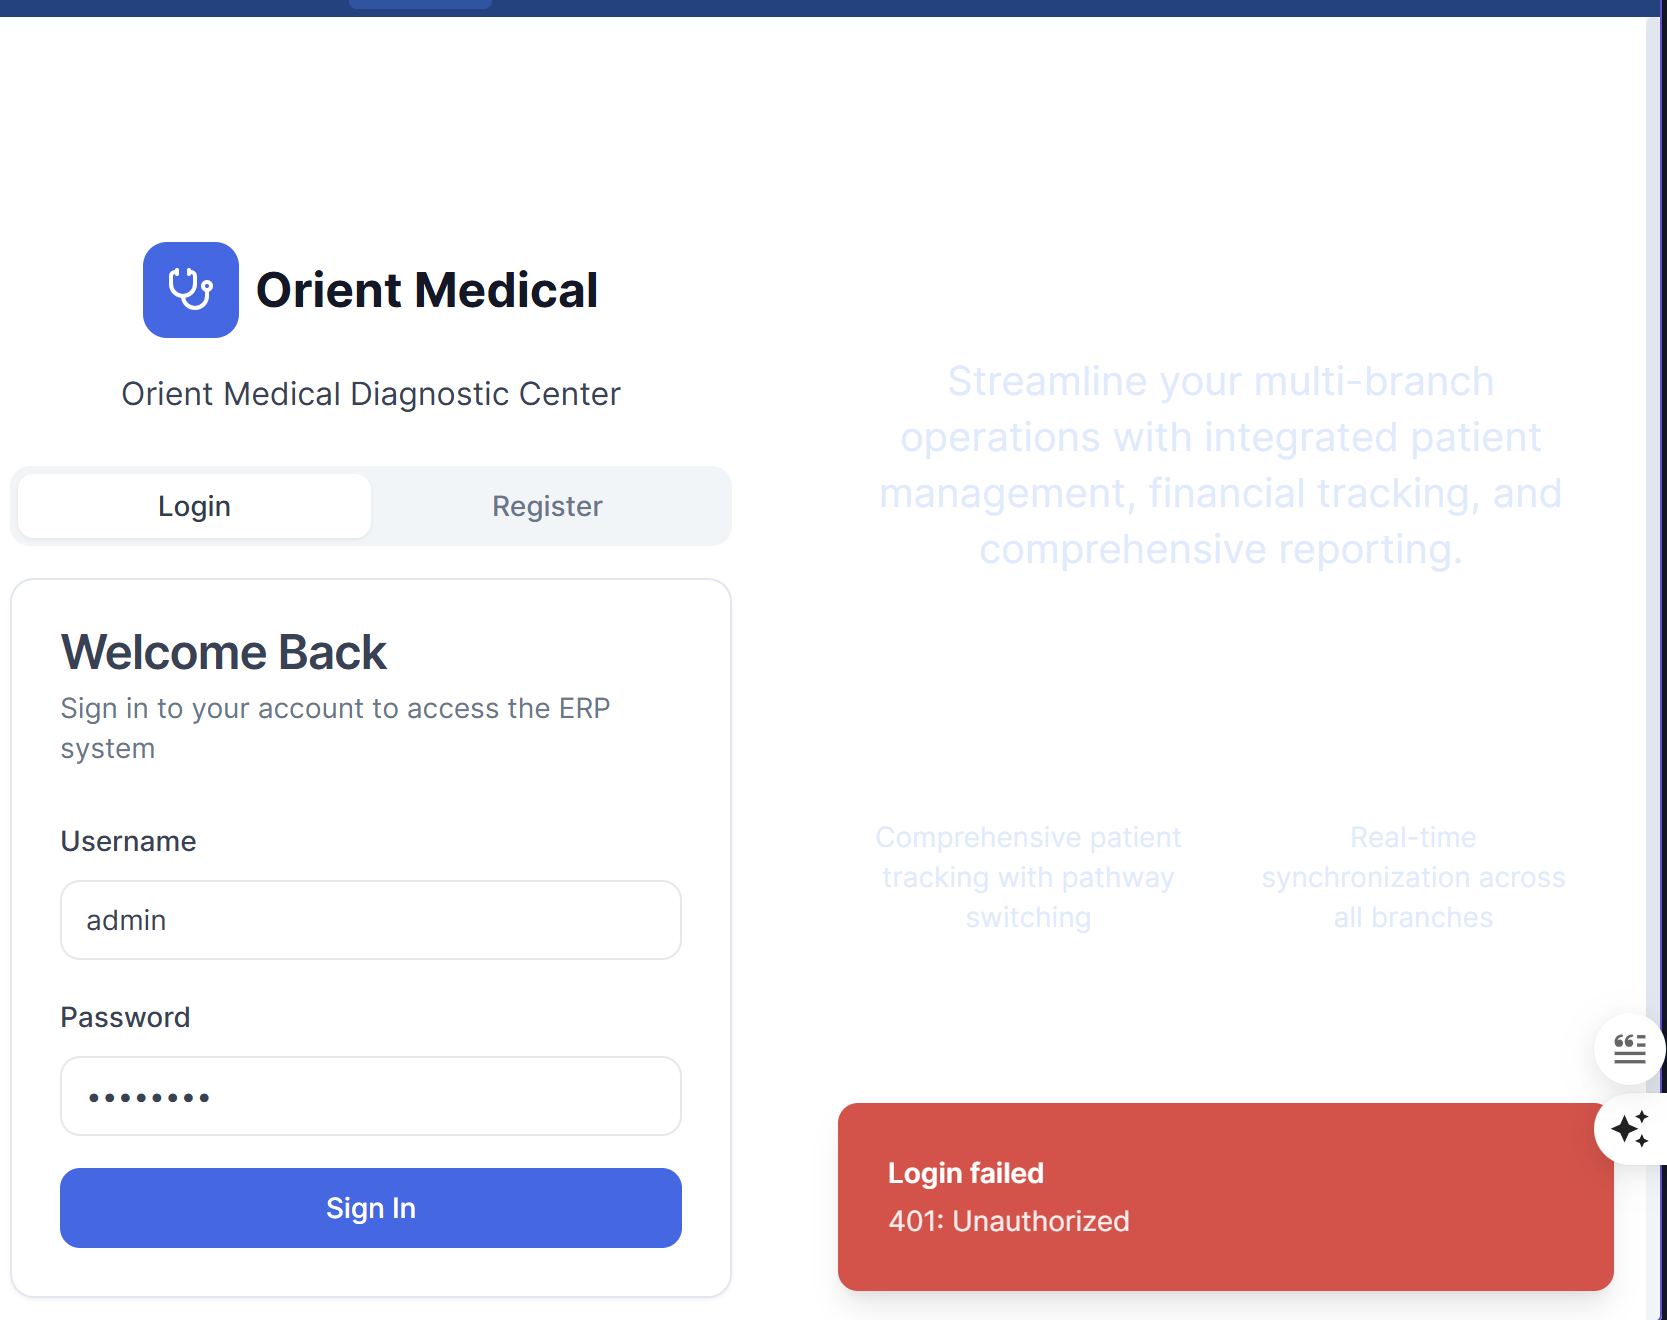 Orient Medical
Orient Medical Diagnostic Center
Login
Register
Welcome Back
Sign in to your account to access the ERP
system
Username
admin
Password
••••••••
Sign In
Streamline your multi-branch
operations with integrated patient
management, financial tracking, and
comprehensive reporting.
Comprehensive patient
tracking with pathway
switching
Real-time
synchronization across
all branches
Login failed
401: Unauthorized